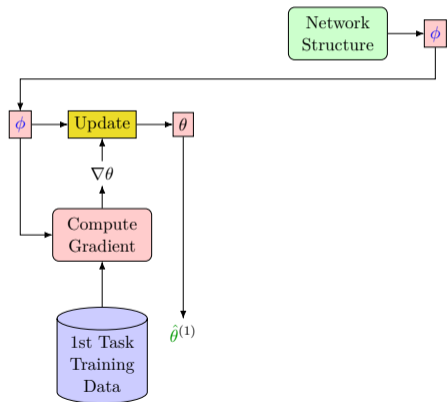 Network
Structure
ϕ
ϕ
Update
θ
∇θ
Compute
Gradient
1st Task
Training
Data
θ̂⁽¹⁾